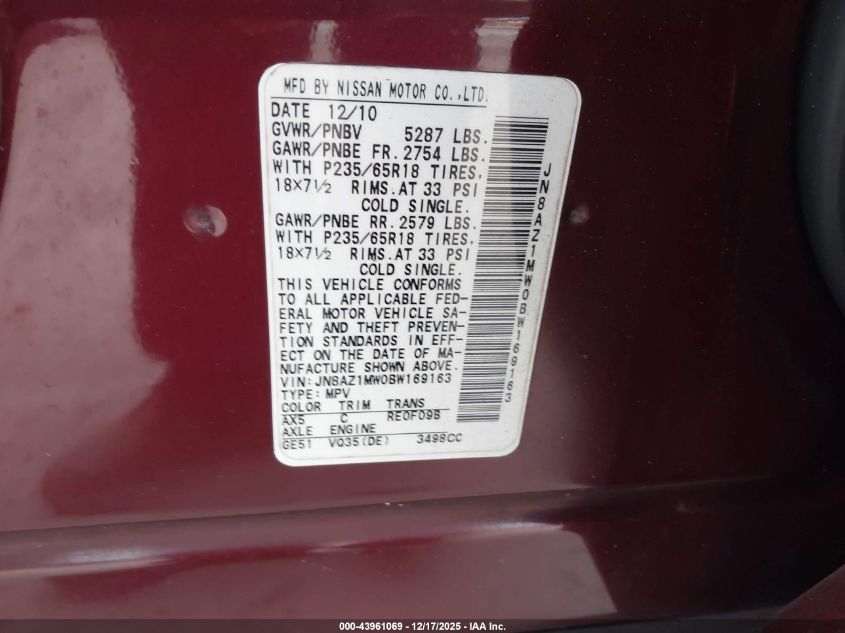 MFD BY NISSAN MOTOR CO.,LTD.
DATE 12/10
GVWR/PNBV 5287 LBS.
GAWR/PNBE FR. 2754 LBS.
WITH P235/65R18 TIRES,
18×7½ RIMS. AT 33 PSI
COLD SINGLE.
GAWR/PNBE RR. 2579 LBS.
WITH P235/65R18 TIRES,
18×7½ RIMS. AT 33 PSI
COLD SINGLE.
THIS VEHICLE CONFORMS
TO ALL APPLICABLE FED-
ERAL MOTOR VEHICLE SA-
FETY AND THEFT PREVEN-
TION STANDARDS IN EFF-
ECT ON THE DATE OF MA-
NUFACTURE SHOWN ABOVE.
VIN: JN8AZ1MW0BW169163
TYPE: MPV
COLOR TRIM TRANS
AX5 C RE0F09B
AXLE ENGINE
GE51 VQ35(DE) 3498CC
JN8AZ1MW0BW169163
000-43961069 - 12/17/2025 - IAA Inc.